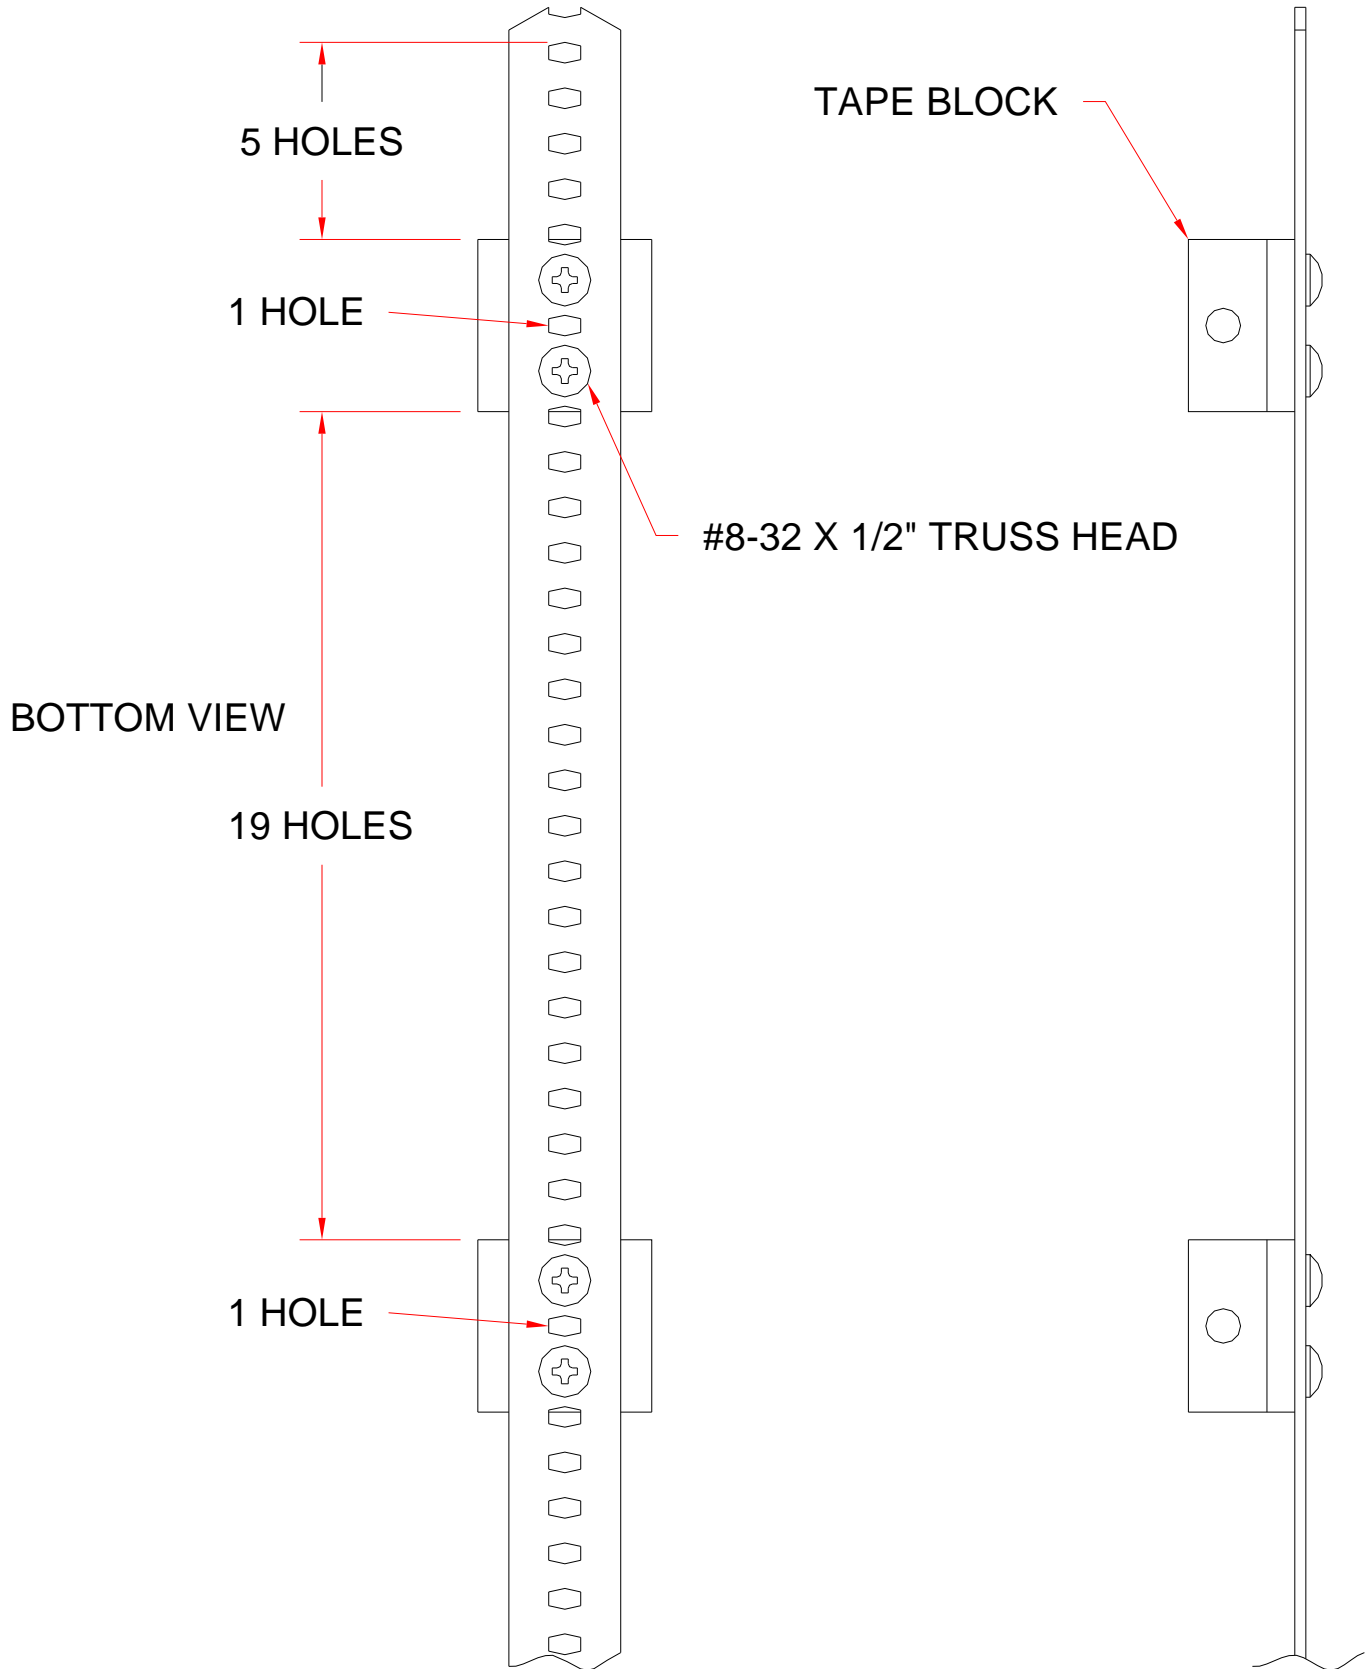 TAPE BLOCK
5 HOLES
1 HOLE
#8-32 X 1/2" TRUSS HEAD
BOTTOM VIEW
19 HOLES
1 HOLE